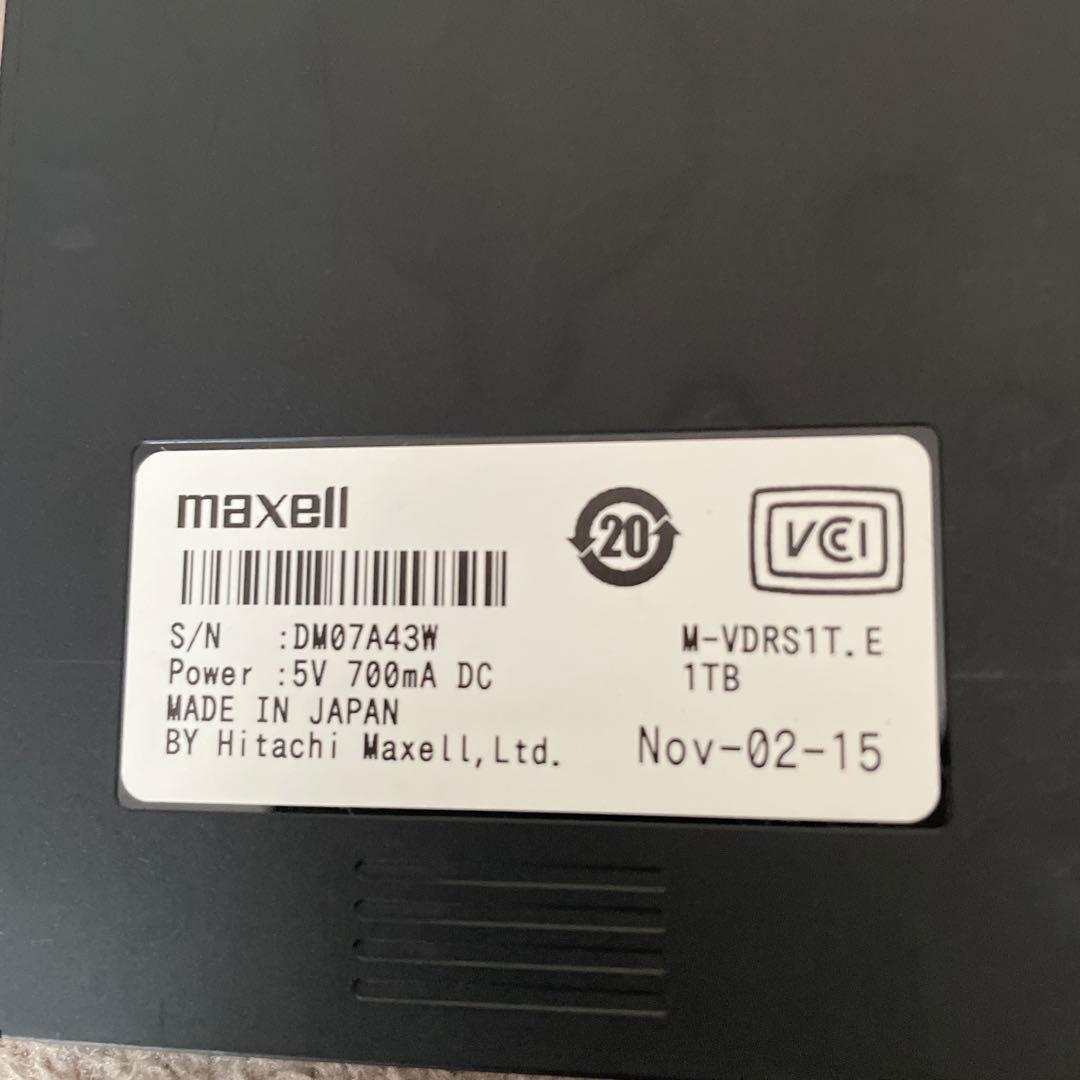 maxell
20
VCCI
S/N :DM07A43W
M-VDRS1T.E
Power :5V 700mA DC
1TB
MADE IN JAPAN
BY Hitachi Maxell,Ltd.
Nov-02-15